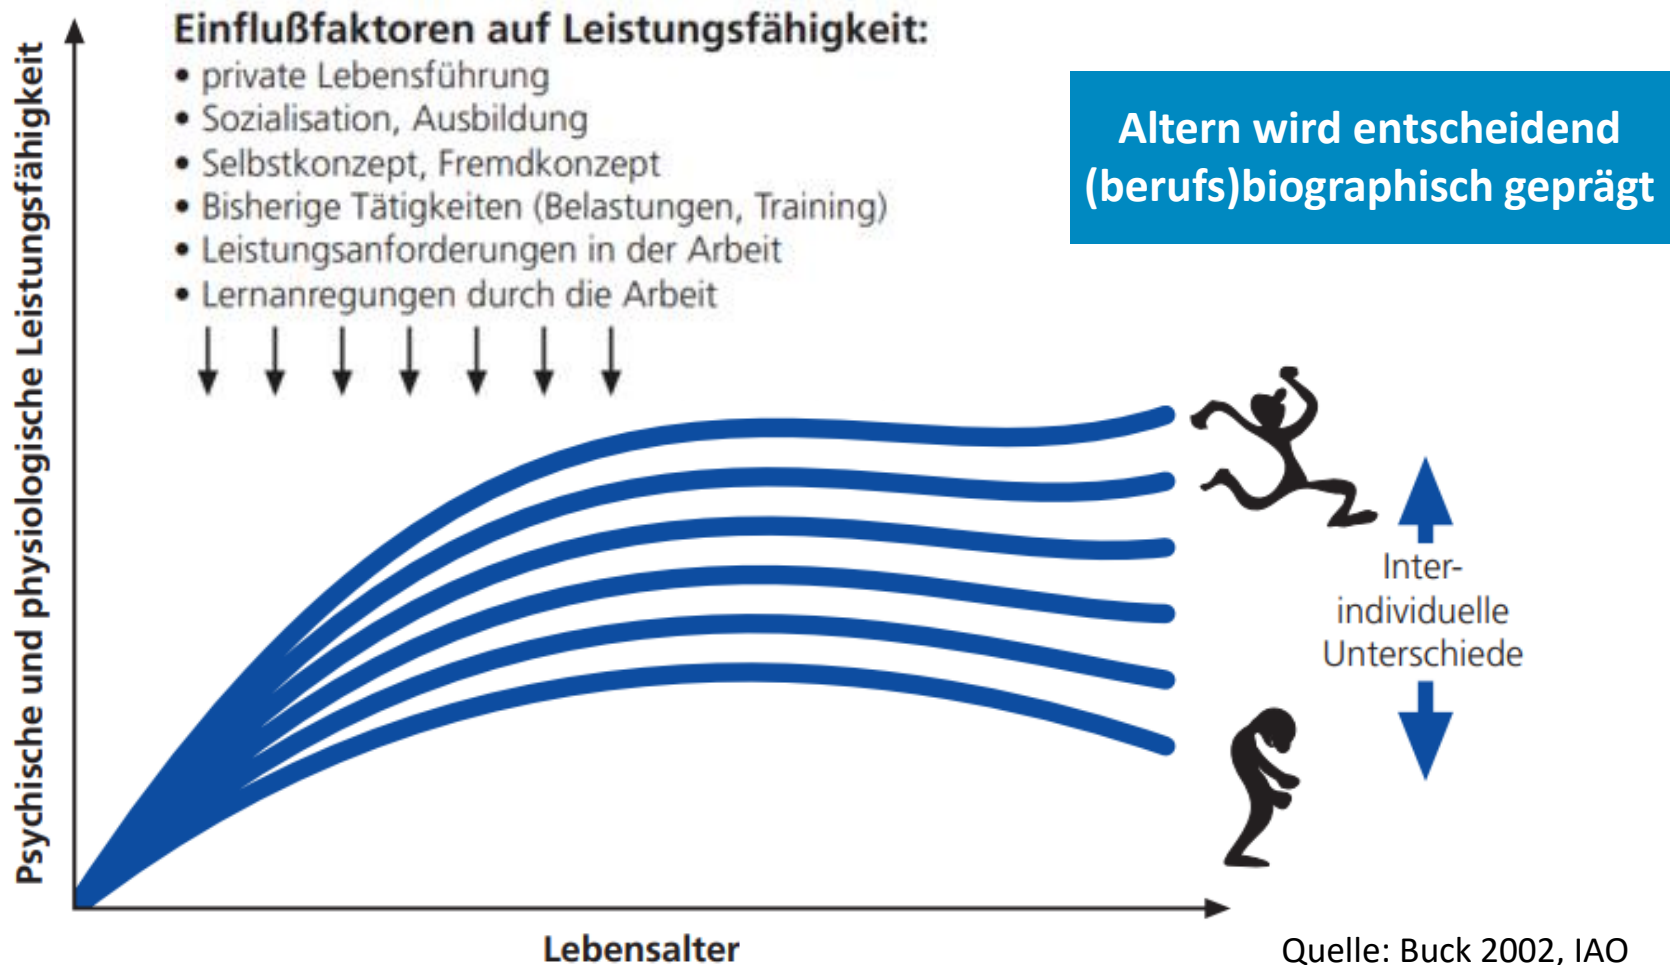 Psychische und physiologische Leistungsfähigkeit
Einflußfaktoren auf Leistungsfähigkeit:
• private Lebensführung
• Sozialisation, Ausbildung
• Selbstkonzept, Fremdkonzept
• Bisherige Tätigkeiten (Belastungen, Training)
• Leistungsanforderungen in der Arbeit
• Lernanregungen durch die Arbeit
Altern wird entscheidend
(berufs)biographisch geprägt
Inter-
individuelle
Unterschiede
Lebensalter
Quelle: Buck 2002, IAO